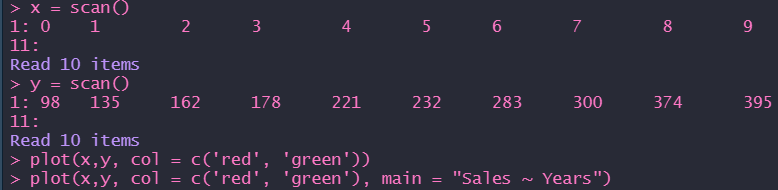 > x = scan()
1: 0 1 2 3 4 5 6 7 8 9
11:
Read 10 items
> y = scan()
1: 98 135 162 178 221 232 283 300 374 395
11:
Read 10 items
> plot(x,y, col = c('red', 'green'))
> plot(x,y, col = c('red', 'green'), main = "Sales ~ Years")